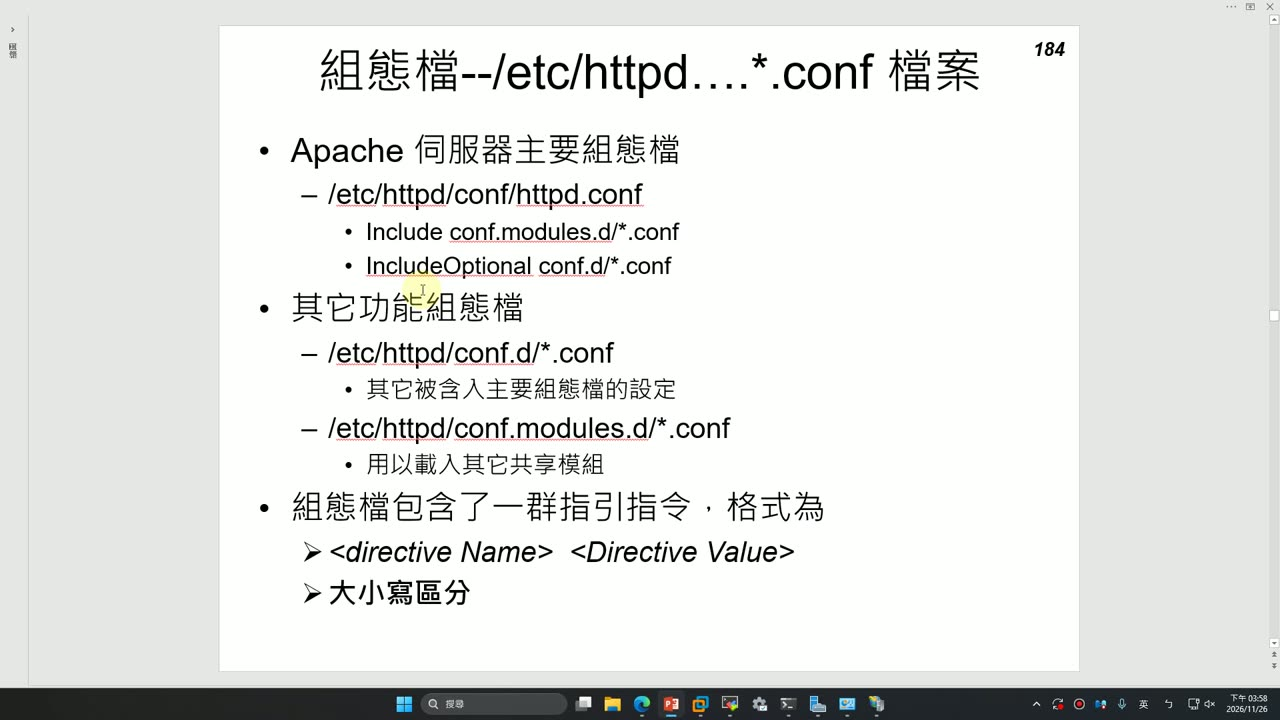 184
組態檔--/etc/httpd….*.conf 檔案
• Apache 伺服器主要組態檔
– /etc/httpd/conf/httpd.conf
• Include conf.modules.d/*.conf
• IncludeOptional conf.d/*.conf
• 其它功能組態檔
– /etc/httpd/conf.d/*.conf
• 其它被含入主要組態檔的設定
– /etc/httpd/conf.modules.d/*.conf
• 用以載入其它共享模組
• 組態檔包含了一群指引指令，格式為
➢ <directive Name> <Directive Value>
➢ 大小寫區分
搜尋
英
下午 03:58
2026/11/26